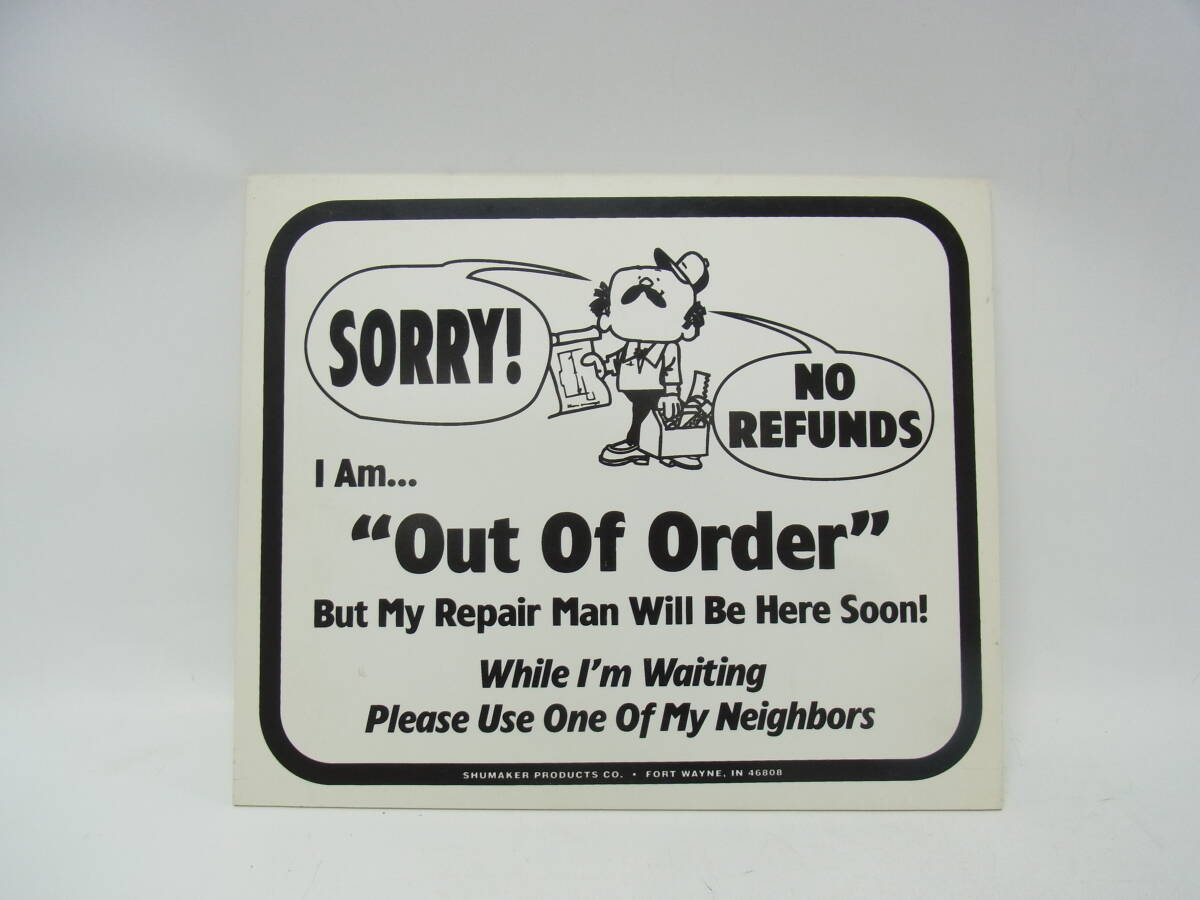 SORRY!
NO
REFUNDS
I Am...
“Out Of Order”
But My Repair Man Will Be Here Soon!
While I'm Waiting
Please Use One Of My Neighbors
SHUMAKER PRODUCTS CO. • FORT WAYNE, IN 46808